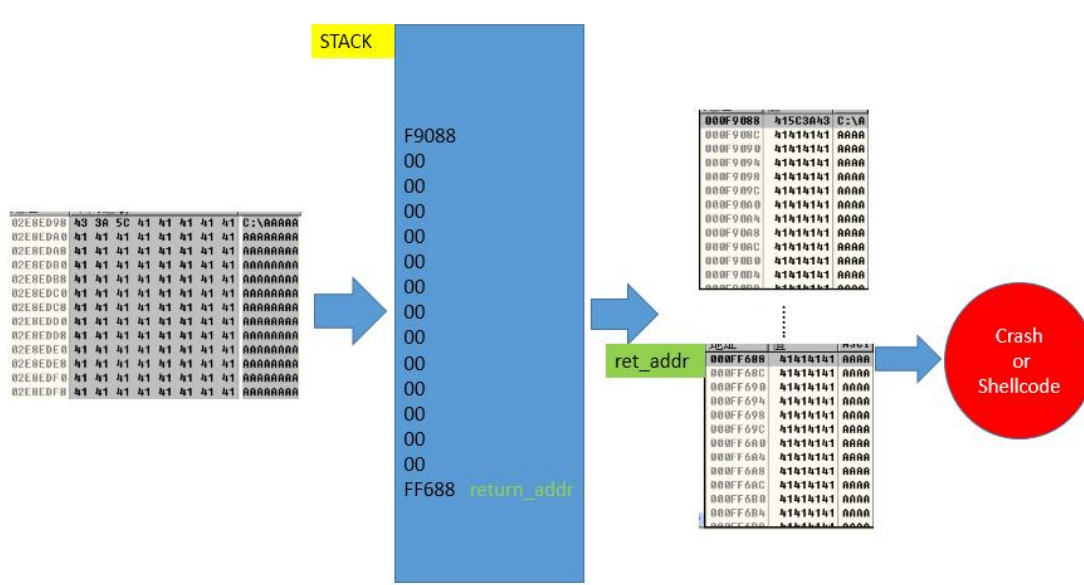 STACK
F9088
00
00
00
00
00
00
00
00
00
00
00
00
00
FF688 return_addr
02E8ED98 43 3A 5C 41 41 41 41 41 C:\AAAAA
02E8EDA0 41 41 41 41 41 41 41 41 AAAAAAAA
02E8EDA8 41 41 41 41 41 41 41 41 AAAAAAAA
02E8EDB0 41 41 41 41 41 41 41 41 AAAAAAAA
02E8EDB8 41 41 41 41 41 41 41 41 AAAAAAAA
02E8EDC0 41 41 41 41 41 41 41 41 AAAAAAAA
02E8EDC8 41 41 41 41 41 41 41 41 AAAAAAAA
02E8EDD0 41 41 41 41 41 41 41 41 AAAAAAAA
02E8EDD8 41 41 41 41 41 41 41 41 AAAAAAAA
02E8EDE0 41 41 41 41 41 41 41 41 AAAAAAAA
02E8EDE8 41 41 41 41 41 41 41 41 AAAAAAAA
02E8EDF0 41 41 41 41 41 41 41 41 AAAAAAAA
02E8EDF8 41 41 41 41 41 41 41 41 AAAAAAAA
000F9088 415C3A43 C:\A
000F908C 41414141 AAAA
000F9090 41414141 AAAA
000F9094 41414141 AAAA
000F9098 41414141 AAAA
000F909C 41414141 AAAA
000F90A0 41414141 AAAA
000F90A4 41414141 AAAA
000F90A8 41414141 AAAA
000F90AC 41414141 AAAA
000F90B0 41414141 AAAA
000F90B4 41414141 AAAA
ret_addr
地址 值 ASCI
000FF688 41414141 AAAA
000FF68C 41414141 AAAA
000FF690 41414141 AAAA
000FF694 41414141 AAAA
000FF698 41414141 AAAA
000FF69C 41414141 AAAA
000FF6A0 41414141 AAAA
000FF6A4 41414141 AAAA
000FF6A8 41414141 AAAA
000FF6AC 41414141 AAAA
000FF6B0 41414141 AAAA
000FF6B4 41414141 AAAA
Crash
or
Shellcode